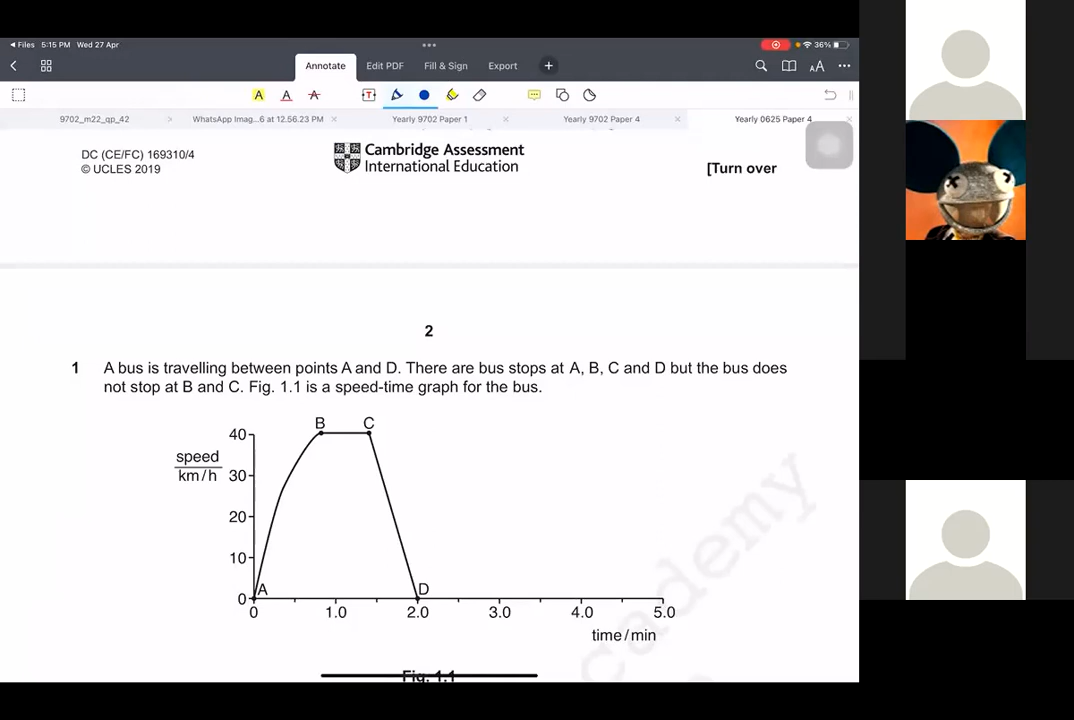 Files 5:15 PM Wed 27 Apr
36%
Annotate Edit PDF Fill & Sign Export +
AA
A A A T
9702_m22_qp_42 > WhatsApp Imag...6 at 12.56.23 PM × Yearly 9702 Paper 1 × Yearly 9702 Paper 4 × Yearly 0625 Paper 4 ×
DC (CE/FC) 169310/4
© UCLES 2019
Cambridge Assessment
International Education
[Turn over
2
1 A bus is travelling between points A and D. There are bus stops at A, B, C and D but the bus does
not stop at B and C. Fig. 1.1 is a speed-time graph for the bus.
B C
40
speed
km/h
30
20
10
0
A D
0 1.0 2.0 3.0 4.0 5.0
time/min
Fig. 1.1
cademy